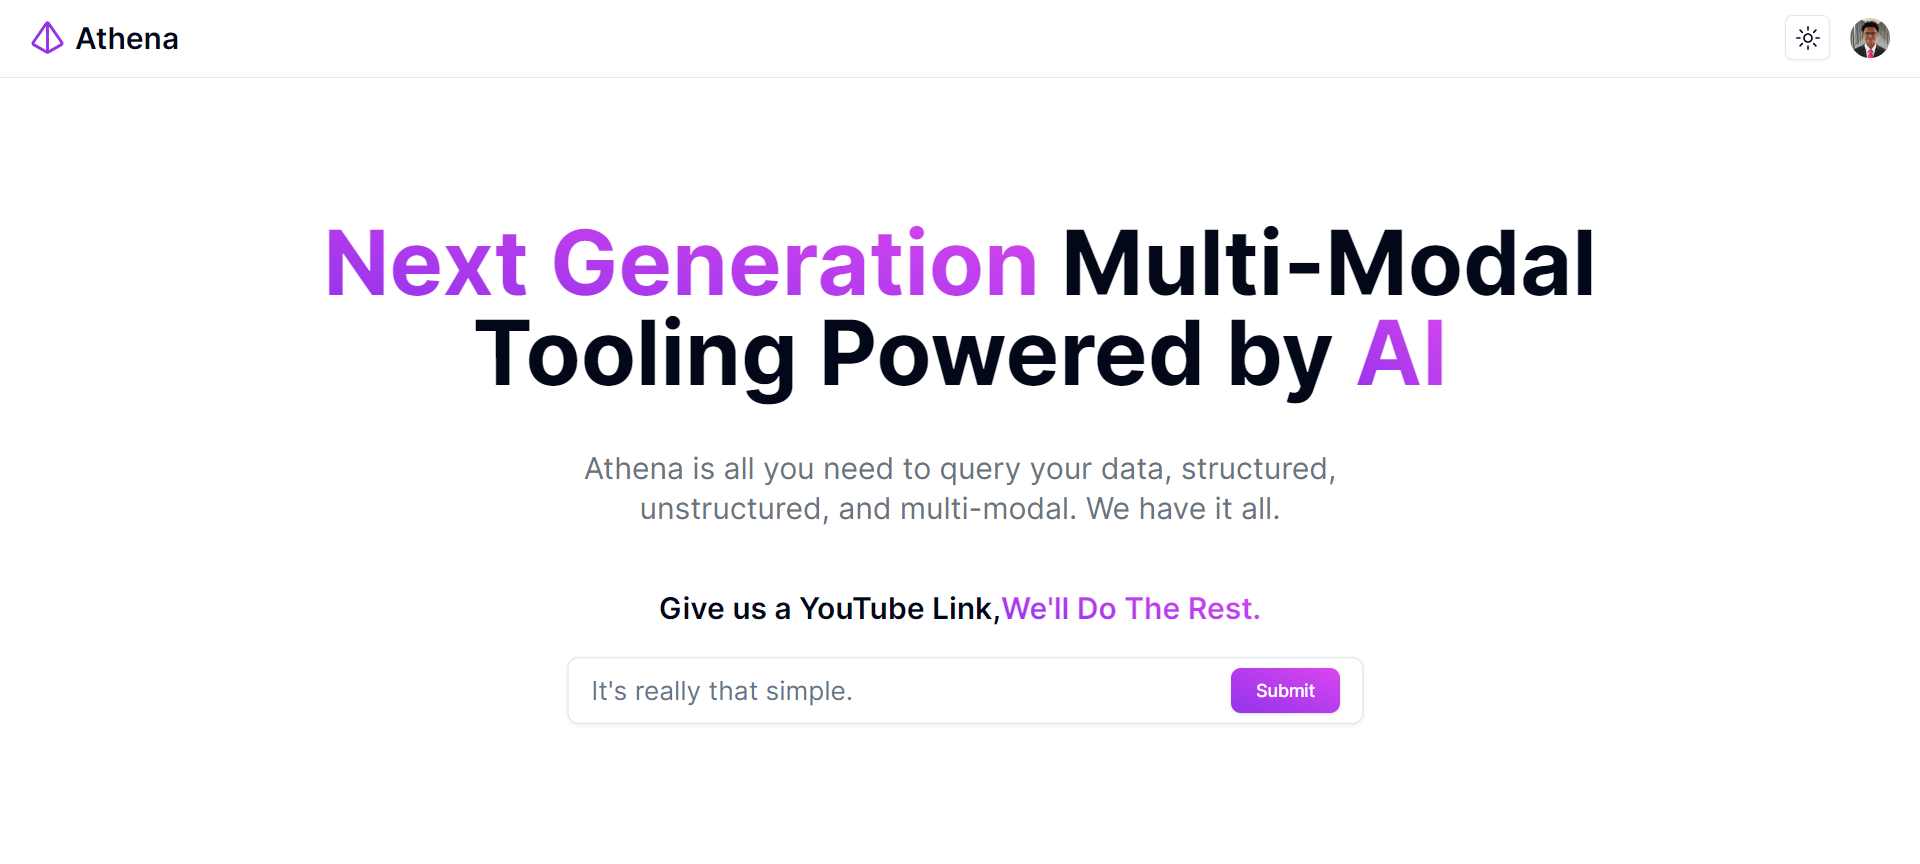 Athena
Next Generation Multi-Modal
Tooling Powered by AI
Athena is all you need to query your data, structured,
unstructured, and multi-modal. We have it all.
Give us a YouTube Link,We'll Do The Rest.
It's really that simple.
Submit